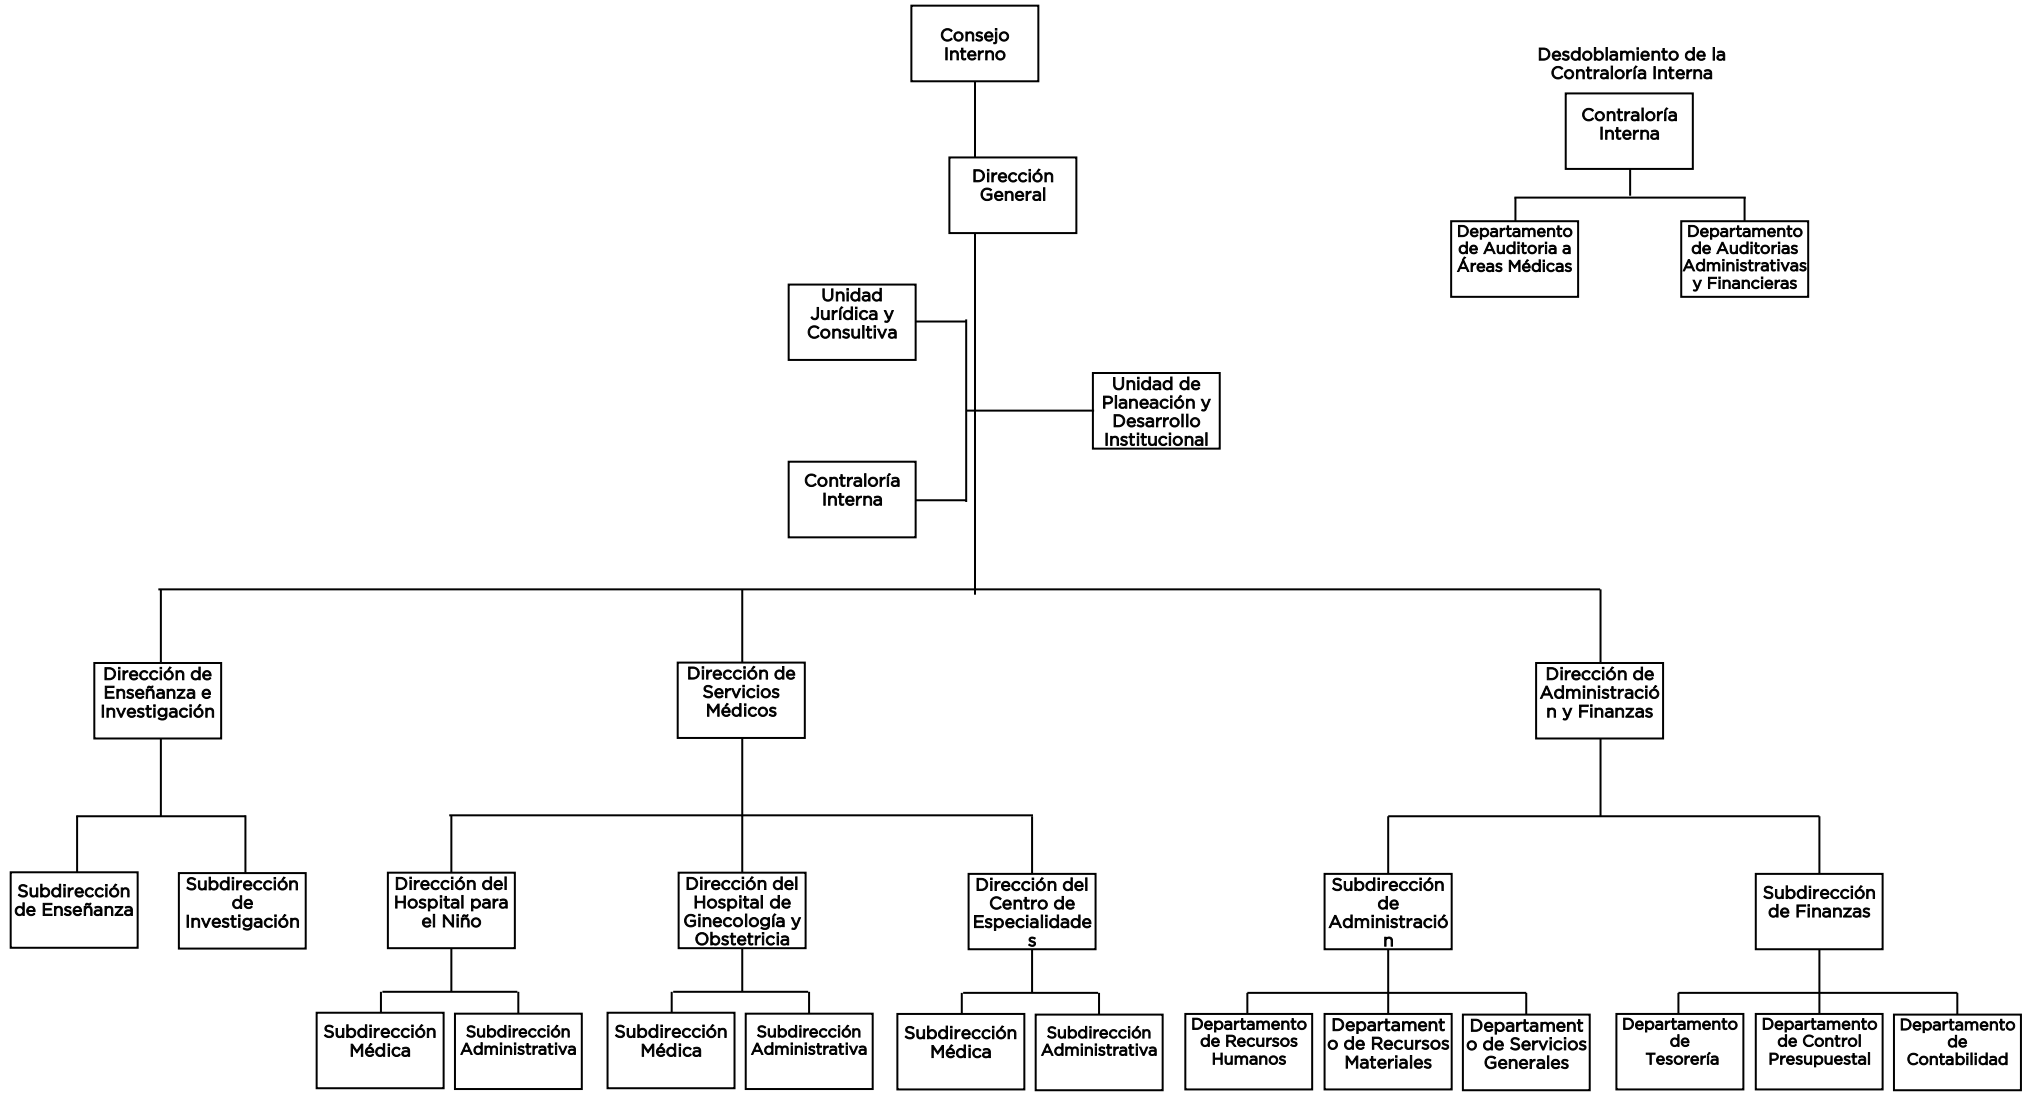 Consejo
Interno
Desdoblamiento de la
Contraloría Interna
Contraloría
Interna
Dirección
General
Departamento
de Auditoria a
Áreas Médicas
Departamento
de Auditorias
Administrativas
y Financieras
Unidad
Jurídica y
Consultiva
Unidad de
Planeación y
Desarrollo
Institucional
Contraloría
Interna
Dirección de
Enseñanza e
Investigación
Dirección de
Servicios
Médicos
Dirección de
Administració
n y Finanzas
Subdirección
de Enseñanza
Subdirección
de
Investigación
Dirección del
Hospital para
el Niño
Dirección del
Hospital de
Ginecología y
Obstetricia
Dirección del
Centro de
Especialidade
s
Subdirección
de
Administració
n
Subdirección
de Finanzas
Subdirección
Médica
Subdirección
Administrativa
Subdirección
Médica
Subdirección
Administrativa
Subdirección
Médica
Subdirección
Administrativa
Departamento
de Recursos
Humanos
Departament
o de Recursos
Materiales
Departament
o de Servicios
Generales
Departamento
de
Tesorería
Departamento
de Control
Presupuestal
Departamento
de
Contabilidad